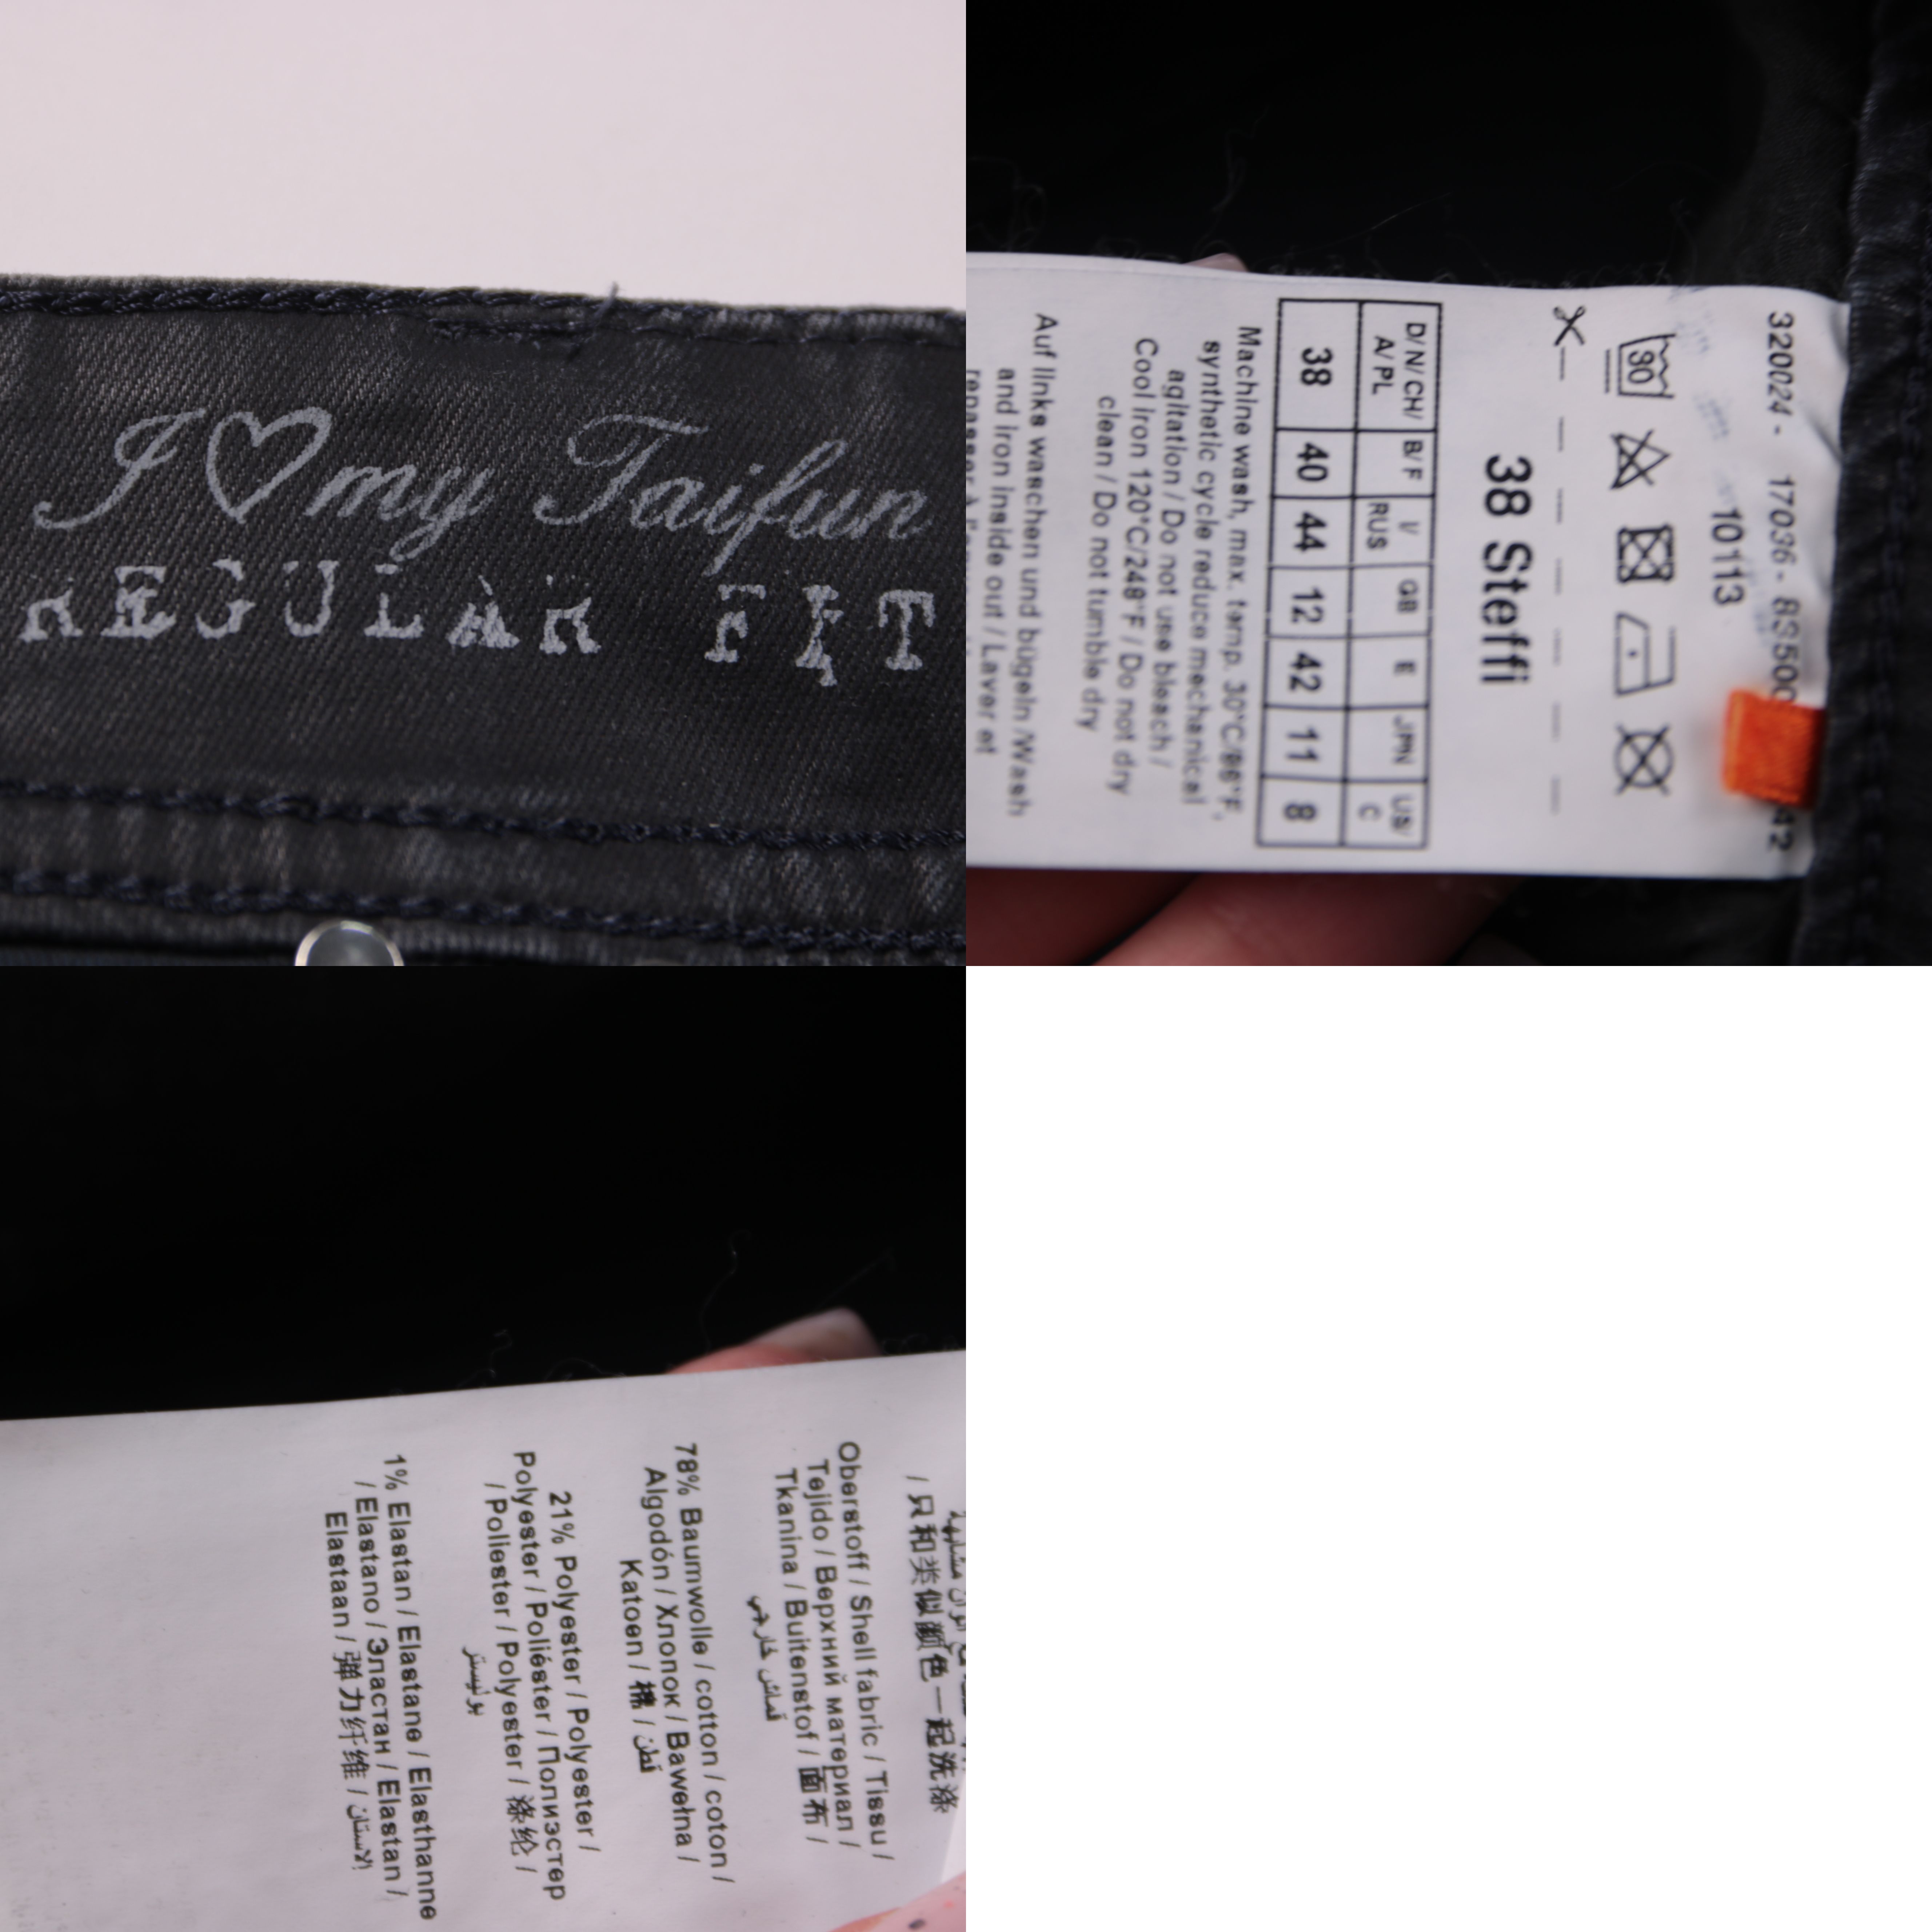 I ♡ my Taifun
REGULAR FIT
320024 - 17036 - 83500
42
10113
30
38 Steffi
D/N/CH/ A/PL B/F I/ RUS GB E JPN US/ C
38 40 44 12 42 11 8
Machine wash, max. temp. 30°C/86°F,
synthetic cycle reduce mechanical
agitation / Do not use bleach /
Cool iron 120°C/248°F / Do not dry
clean / Do not tumble dry
Auf links waschen und bügeln /Wash
and iron inside out / Laver et
/ 只和类似颜色一起洗涤
Oberstoff / Shell fabric / Tissu /
Tejido / Верхний материал /
Tkanina / Buitenstof / 面布 /
قماش خارجي
78% Baumwolle / cotton / coton /
Algodón / Хлопок / Bawełna /
Katoen / 棉 / قطن
21% Polyester / Polyester /
Polyester / Poliéster / Полиэстер
/ Poliester / Polyester / 涤纶 /
بوليستر
1% Elastan / Elastane / Elasthanne
/ Elastano / Эластан / Elastan /
Elastaan / 弹力纤维 / الاستان